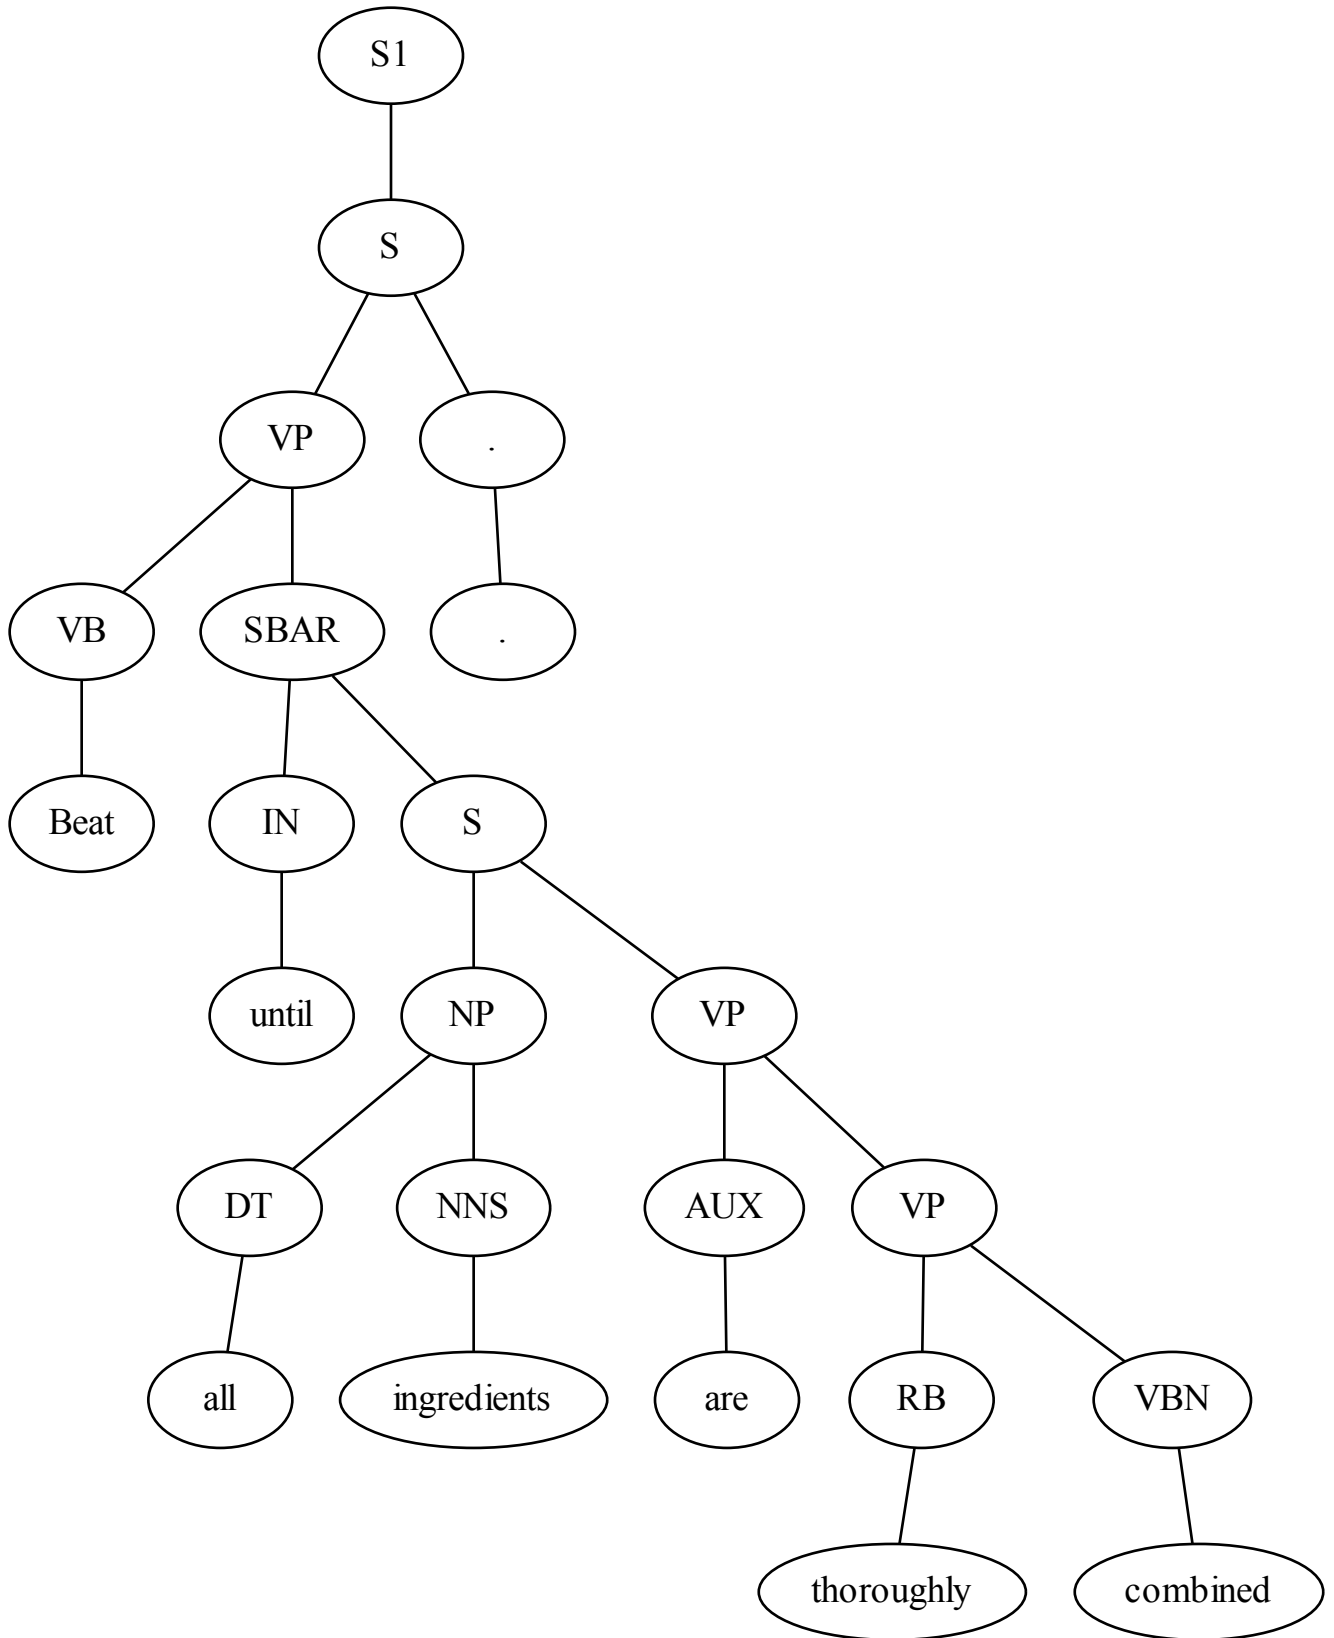 S1
S
VP .
VB SBAR .
Beat IN S
until NP VP
DT NNS AUX VP
all ingredients are RB VBN
thoroughly combined